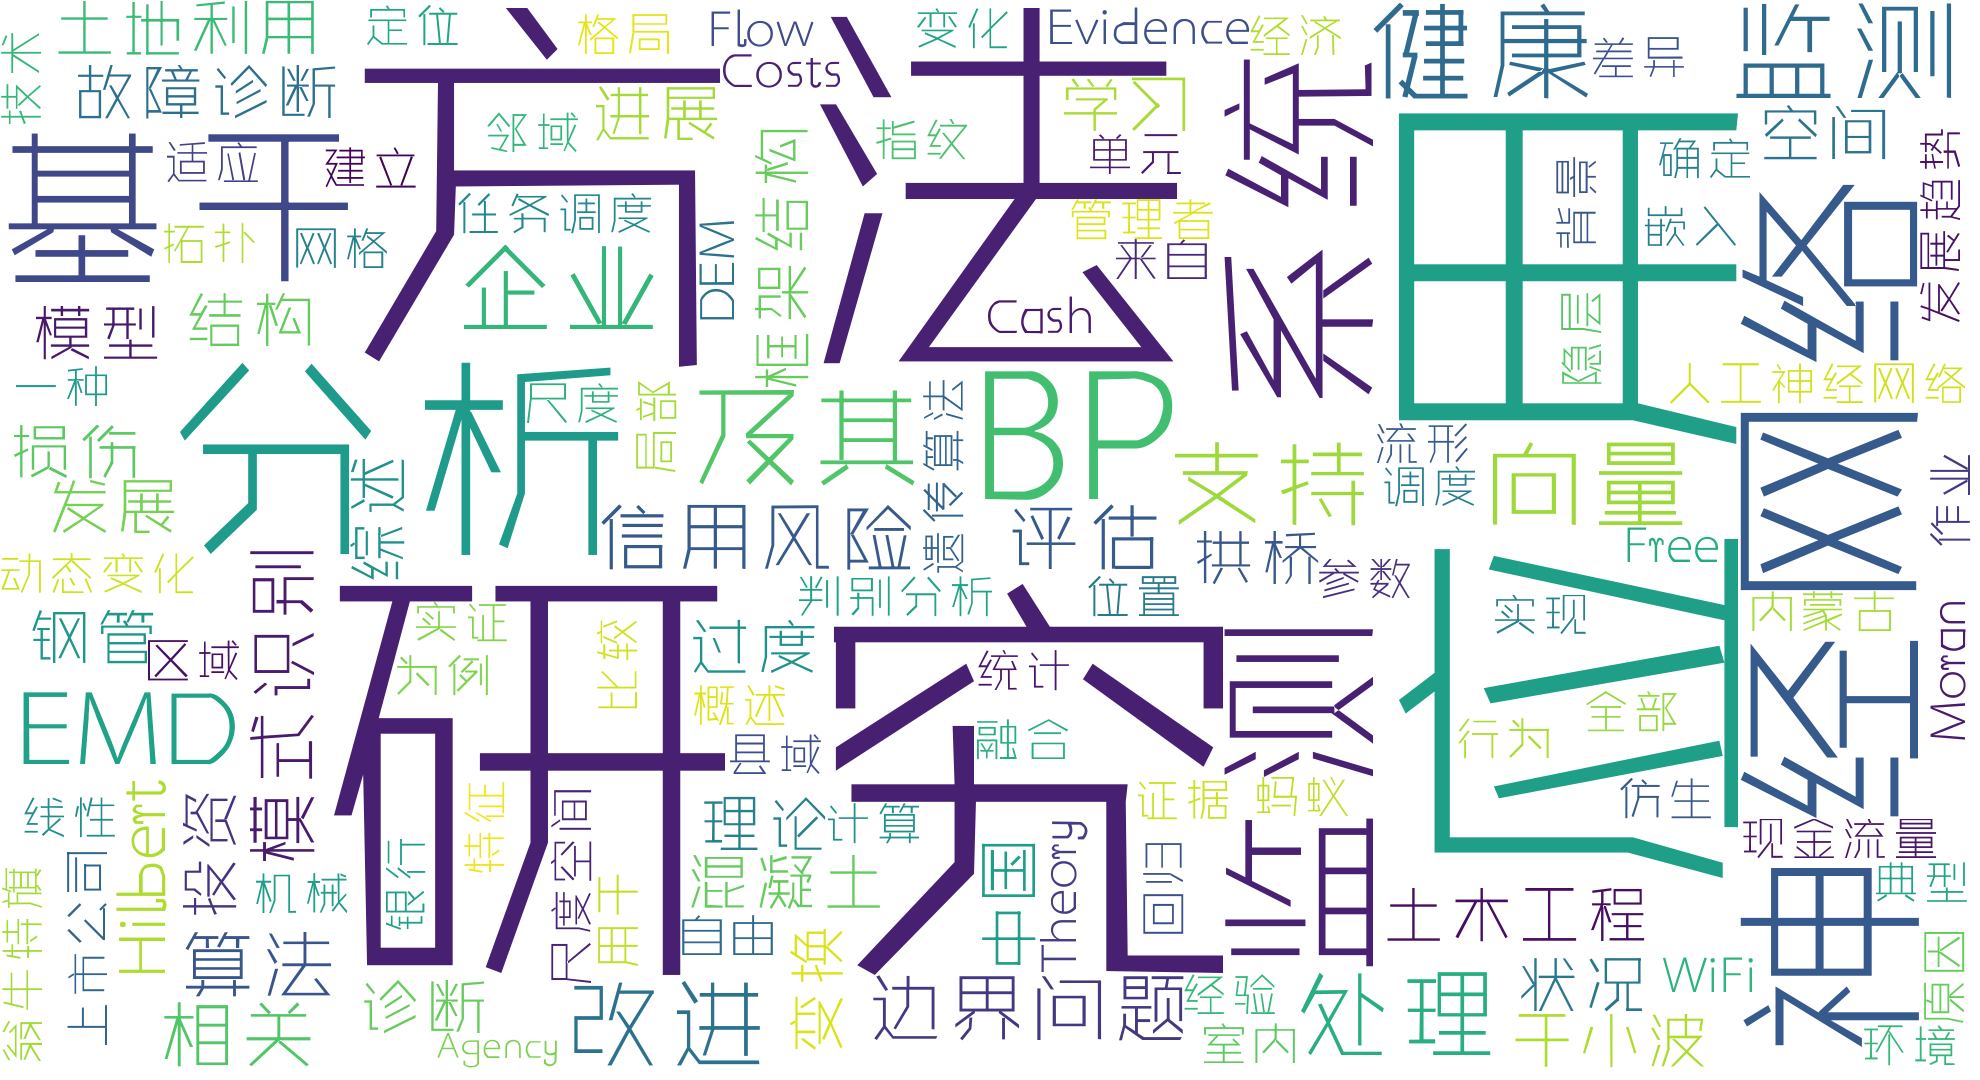 土地利用
定位
格局
Flow
变化
Evidence
经济
健康
差异
监测
技术
故障诊断
方法
Costs
学习
系统
空间
基于
适应
建立
邻域
进展
指纹
单元
应用
背景
确定
发展趋势
拓扑
网格
任务调度
管理者
来自
嵌入
神经网络
模型
结构
企业
DEM
框架结构
Cash
隐层
人工神经网络
一种
分析
尺度
局部
及其
遗传算法
BP
支持
流形
调度
向量
作业
损伤
发展
综述
信用风险
评估
拱桥
参数
Free
动态变化
模式识别
研究
判别分析
位置
实现
内蒙古
钢管
区域
实证
为例
比较
过度
统计
检测
行为
全部
Moran
EMD
概述
县域
融合
仿生
线性
Hilbert
投资
银行
特征
理论
计算
证据
蚂蚁
现金流量
上市公司
机械
尺度空间
用于
混凝土
中国
Theory
回归
土木工程
典型
察右特旗
算法
自由
变换
状况
WiFi
原因
相关
诊断
Agency
改进
边界问题
经验
室内
处理
于小波
环境